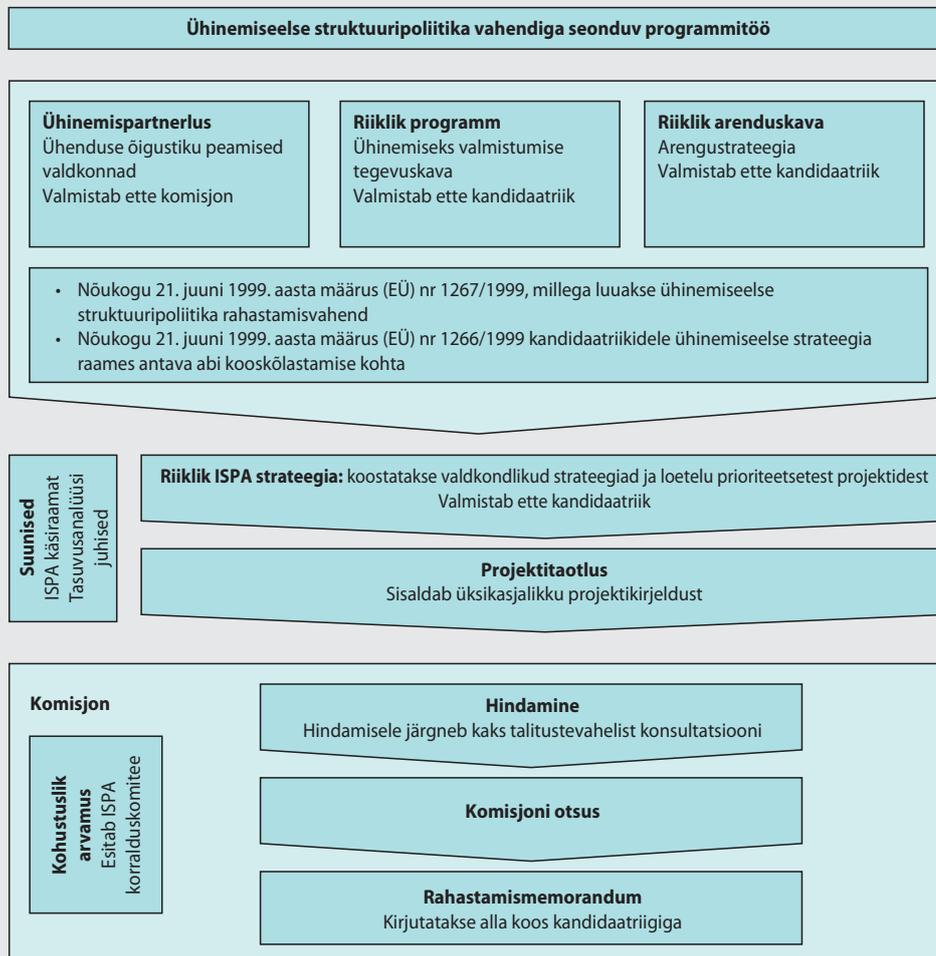 Ühinemiseelse struktuuripoliitika vahendiga seonduv programmitöö
Ühinemispartnerlus
Ühenduse õigustiku peamised
valdkonnad
Valmistab ette komisjon
Riiklik programm
Ühinemiseks valmistumise
tegevuskava
Valmistab ette kandidaatriik
Riiklik arenduskava
Arengustrateegia
Valmistab ette kandidaatriik
• Nõukogu 21. juuni 1999. aasta määrus (EÜ) nr 1267/1999, millega luuakse ühinemiseelse
struktuuripoliitika rahastamisvahend
• Nõukogu 21. juuni 1999. aasta määrus (EÜ) nr 1266/1999 kandidaatriikidele ühinemiseelse strateegia
raames antava abi kooskõlastamise kohta
Suunised
ISPA käsiraamat
Tasuvusanalüüsi
juhised
Riiklik ISPA strateegia: koostatakse valdkondlikud strateegiad ja loetelu prioriteetsetest projektidest
Valmistab ette kandidaatriik
Projektitaotlus
Sisaldab üksikasjalikku projektikirjeldust
Komisjon
Kohustuslik
arvamus
Esitab ISPA
korralduskomitee
Hindamine
Hindamisele järgneb kaks talitustevahelist konsultatsiooni
Komisjoni otsus
Rahastamismemorandum
Kirjutatakse alla koos kandidaatriigiga